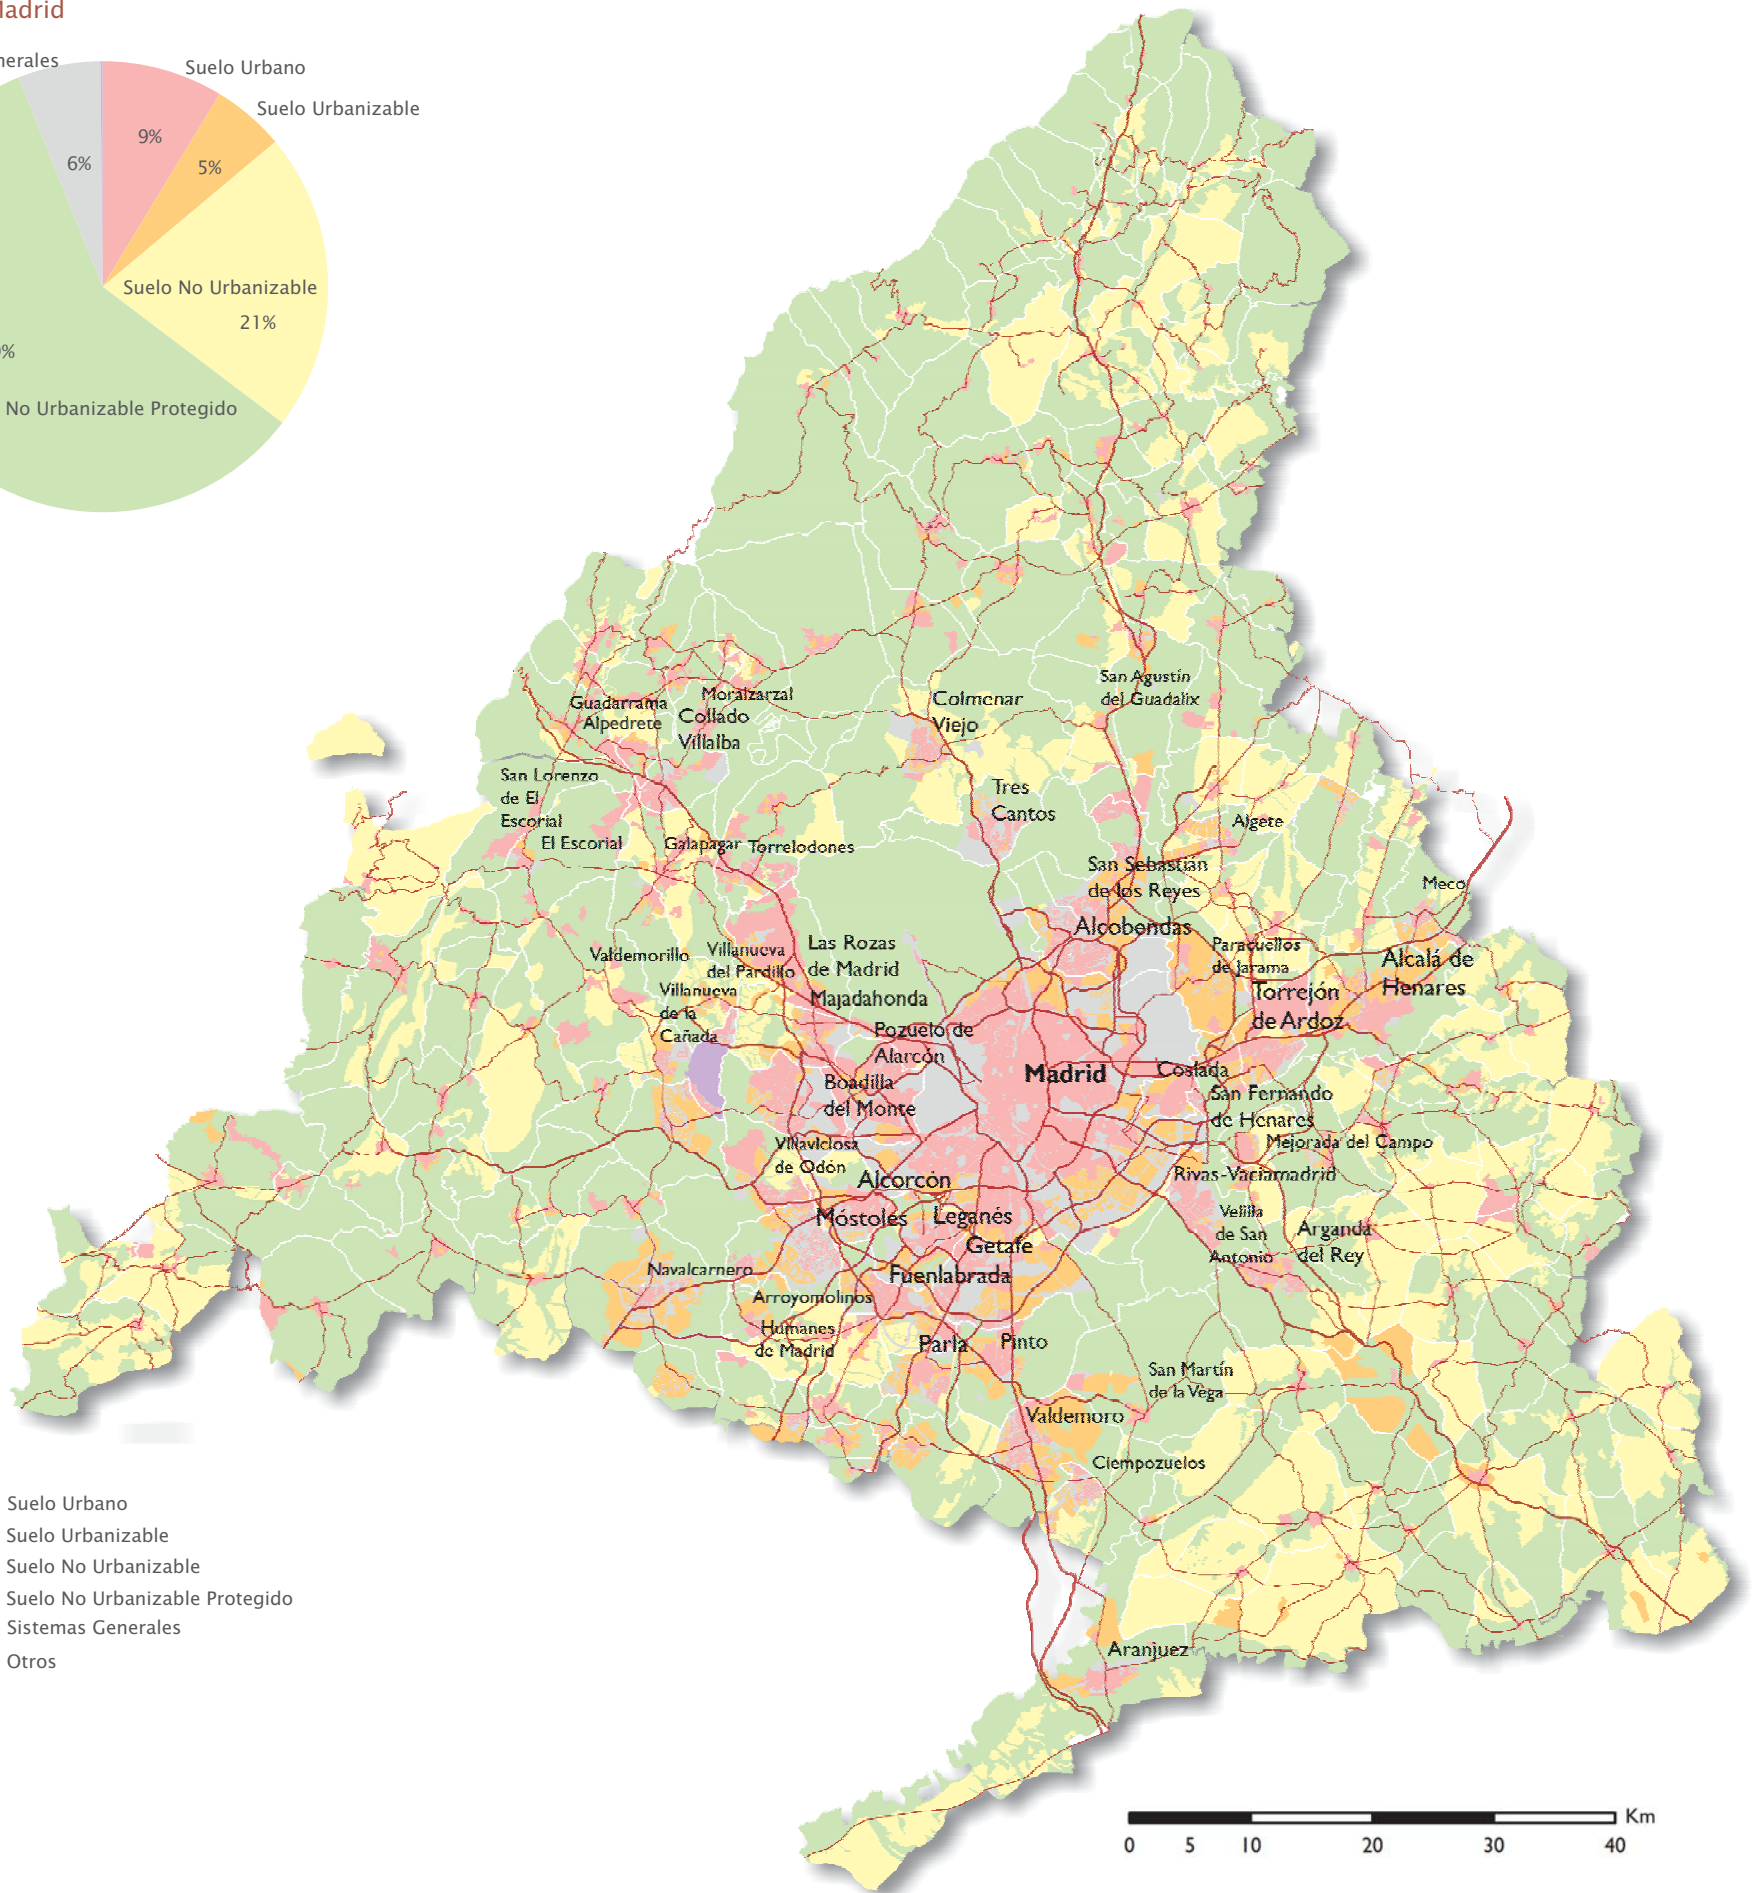 Madrid
nerales
Suelo Urbano
Suelo Urbanizable
9%
6%
5%
Suelo No Urbanizable
21%
%
No Urbanizable Protegido
San Agustín
del Guadalix
Guadarrama
Moralzarzal
Alpedrete
Collado
Villalba
Colmenar
Viejo
San Lorenzo
de El
Escorial
El Escorial
Galapagar
Torrelodones
Tres
Cantos
Algete
San Sebastián
de los Reyes
Meco
Alcobendas
Valdemorillo
Villanueva
del Pardillo
Las Rozas
de Madrid
Paracuellos
de Jarama
Alcalá de
Henares
Villanueva
de la
Cañada
Majadahonda
Torrejón
de Ardoz
Pozuelo de
Alarcón
Madrid
Coslada
Boadilla
del Monte
San Fernando
de Henares
Mejorada del Campo
Villaviciosa
de Odón
Alcorcón
Rivas-Vaciamadrid
Móstoles
Leganés
Velilla
de San
Antonio
Arganda
del Rey
Getafe
Navalcarnero
Fuenlabrada
Arroyomolinos
Humanes
de Madrid
Parla
Pinto
San Martín
de la Vega
Valdemoro
Ciempozuelos
Aranjuez
Suelo Urbano
Suelo Urbanizable
Suelo No Urbanizable
Suelo No Urbanizable Protegido
Sistemas Generales
Otros
Km
0 5 10 20 30 40